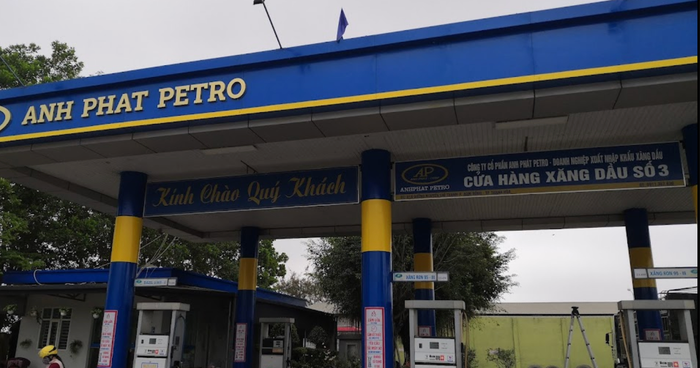 ANH PHAT PETRO
Kính Chào Quý Khách
AP
ANHPHAT PETRO
CÔNG TY CỔ PHẦN ANH PHÁT PETRO - DOANH NGHIỆP XUẤT NHẬP KHẨU XĂNG DẦU
CỬA HÀNG XĂNG DẦU SỐ 3